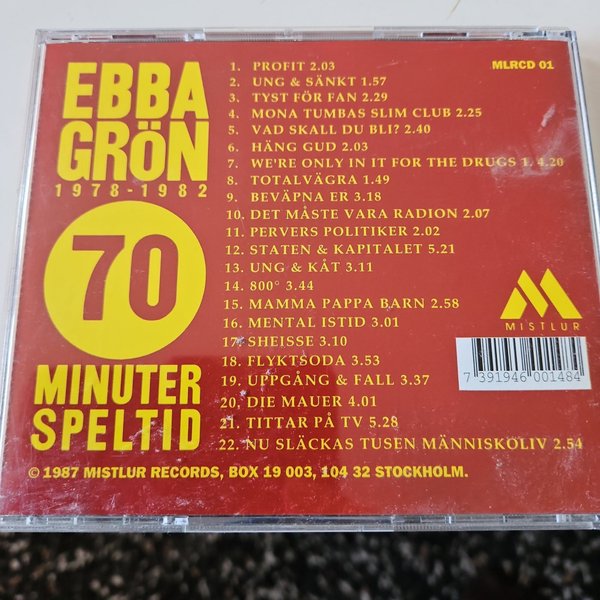 EBBA
GRÖN
1978-1982
70
MINUTER
SPELTID
1. PROFIT 2.03
2. UNG & SÄNKT 1.57
3. TYST FÖR FAN 2.29
4. MONA TUMBAS SLIM CLUB 2.25
5. VAD SKALL DU BLI? 2.40
6. HÄNG GUD 2.03
7. WE'RE ONLY IN IT FOR THE DRUGS 1. 4.20
8. TOTALVÄGRA 1.49
9. BEVÄPNA ER 3.18
10. DET MÅSTE VARA RADION 2.07
11. PERVERS POLITIKER 2.02
12. STATEN & KAPITALET 5.21
13. UNG & KÅT 3.11
14. 800° 3.44
15. MAMMA PAPPA BARN 2.58
16. MENTAL ISTID 3.01
17. SHEISSE 3.10
18. FLYKTSODA 3.53
19. UPPGÅNG & FALL 3.37
20. DIE MAUER 4.01
21. TITTAR PÅ TV 5.28
22. NU SLÄCKAS TUSEN MÄNNISKOLIV 2.54
MLRCD 01
MISTLUR
7 391946 001484
© 1987 MISTLUR RECORDS, BOX 19 003, 104 32 STOCKHOLM.